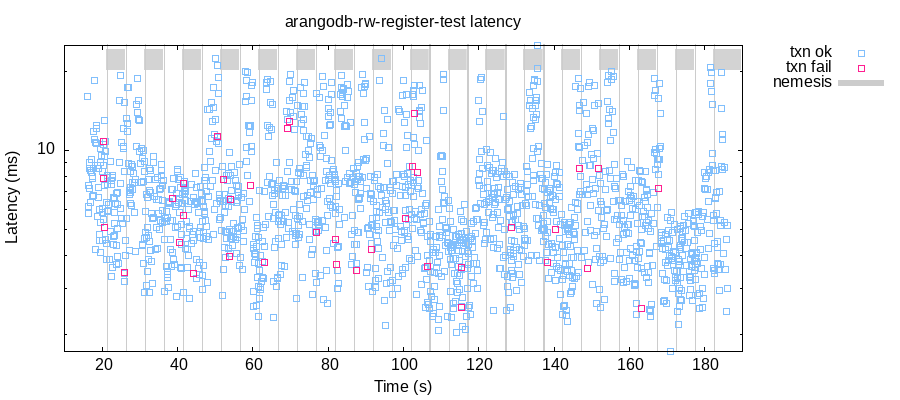 arangodb-rw-register-test latency
txn ok
txn fail
nemesis
10
Latency (ms)
20 40 60 80 100 120 140 160 180
Time (s)